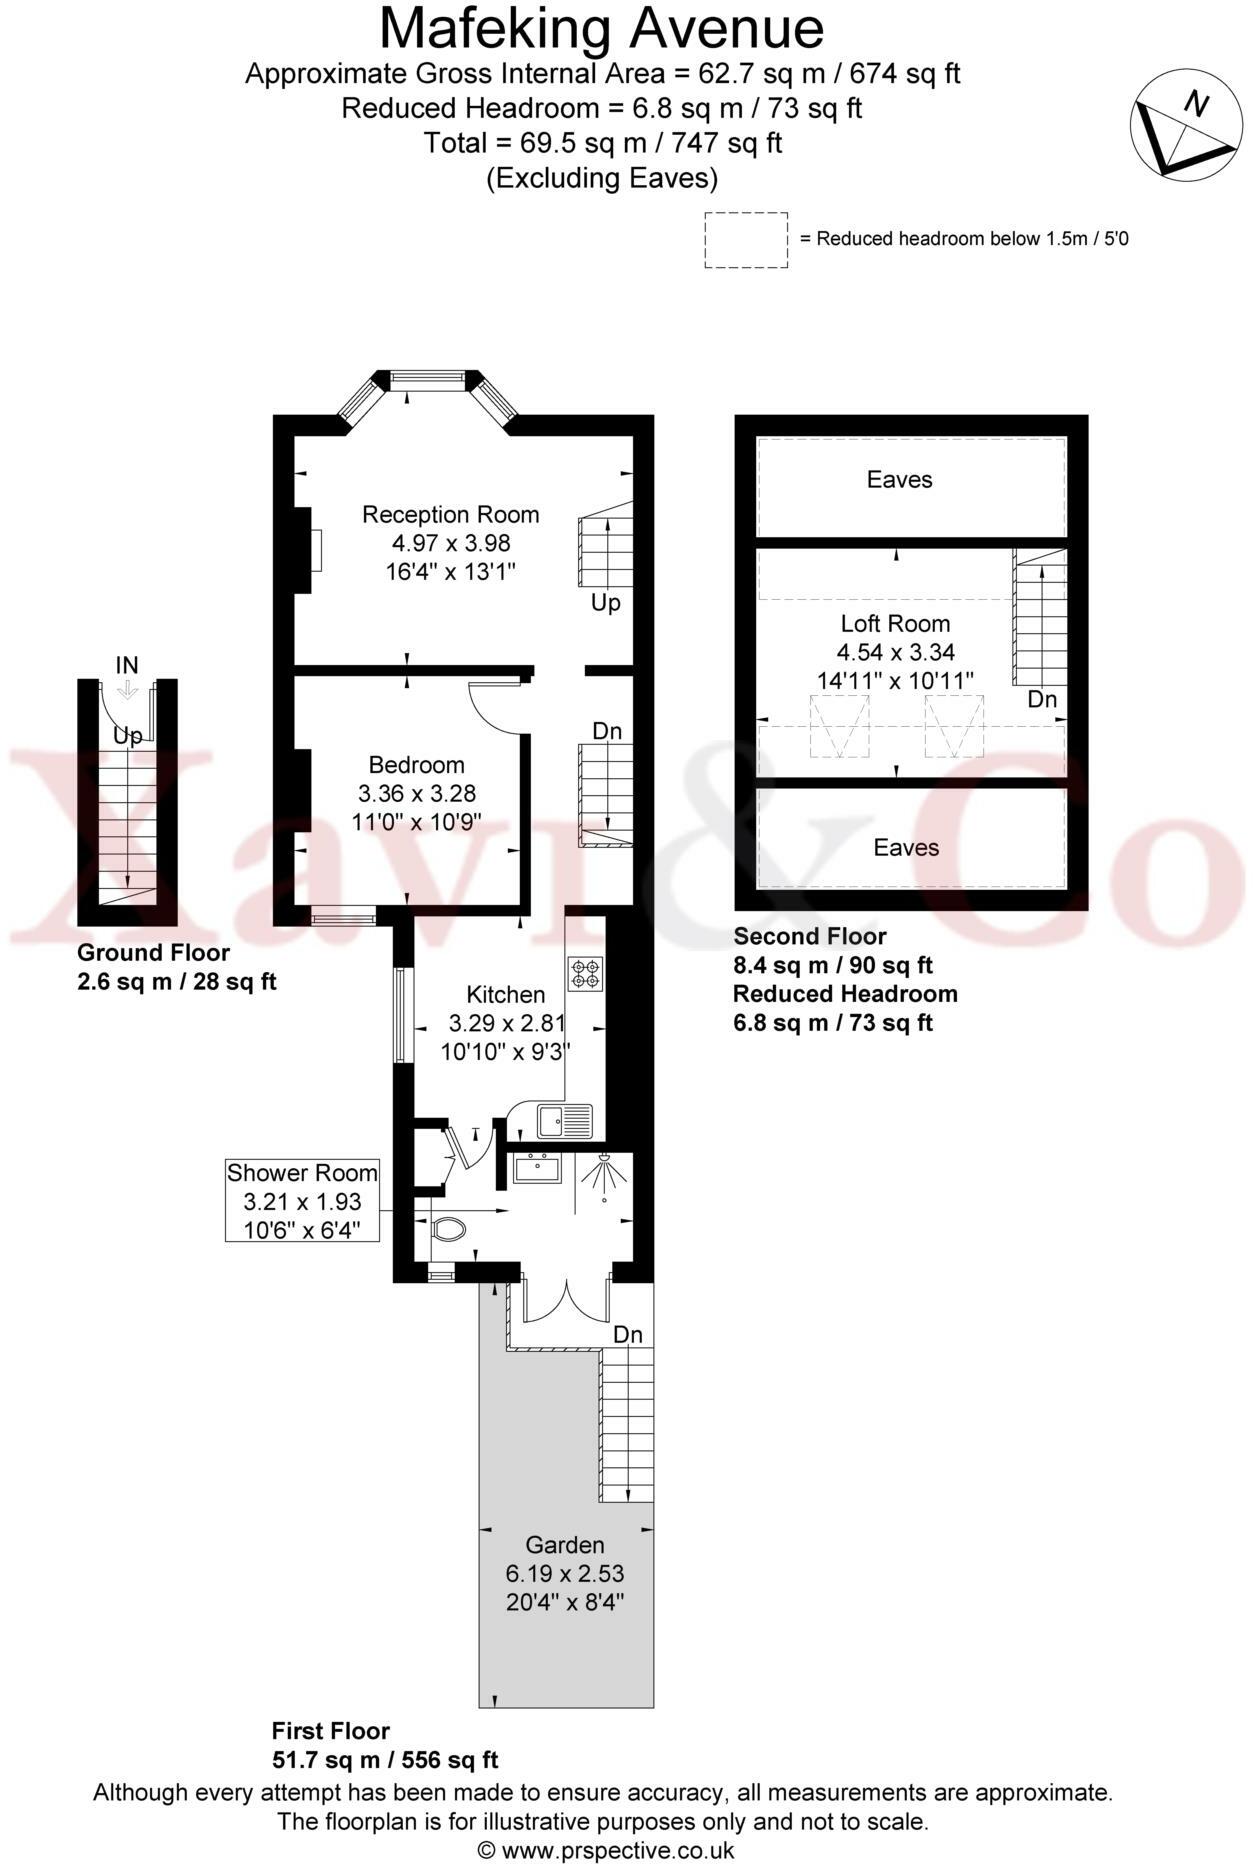 Mafeking Avenue
Approximate Gross Internal Area = 62.7 sq m / 674 sq ft
Reduced Headroom = 6.8 sq m / 73 sq ft
Total = 69.5 sq m / 747 sq ft
(Excluding Eaves)
N
= Reduced headroom below 1.5m / 5'0
Reception Room
4.97 x 3.98
16'4" x 13'1"
Up
Eaves
Loft Room
4.54 x 3.34
14'11" x 10'11"
Dn
IN
Up
Dn
Bedroom
3.36 x 3.28
11'0" x 10'9"
Eaves
Xavi&Co
Ground Floor
2.6 sq m / 28 sq ft
Second Floor
8.4 sq m / 90 sq ft
Reduced Headroom
6.8 sq m / 73 sq ft
Kitchen
3.29 x 2.81
10'10" x 9'3"
Shower Room
3.21 x 1.93
10'6" x 6'4"
Dn
Garden
6.19 x 2.53
20'4" x 8'4"
First Floor
51.7 sq m / 556 sq ft
Although every attempt has been made to ensure accuracy, all measurements are approximate.
The floorplan is for illustrative purposes only and not to scale.
© www.prspective.co.uk